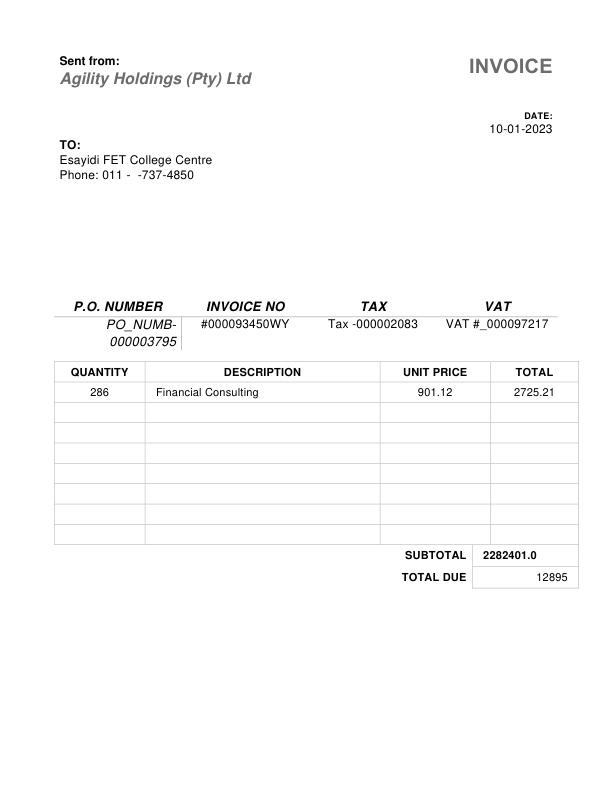 Sent from:
Agility Holdings (Pty) Ltd
INVOICE
DATE:
10-01-2023
TO:
Esayidi FET College Centre
Phone: 011 -  -737-4850
P.O. NUMBER INVOICE NO TAX VAT
PO_NUMB- #000093450WY Tax -000002083 VAT #_000097217
000003795
QUANTITY DESCRIPTION UNIT PRICE TOTAL
286 Financial Consulting 901.12 2725.21
SUBTOTAL 2282401.0
TOTAL DUE 12895